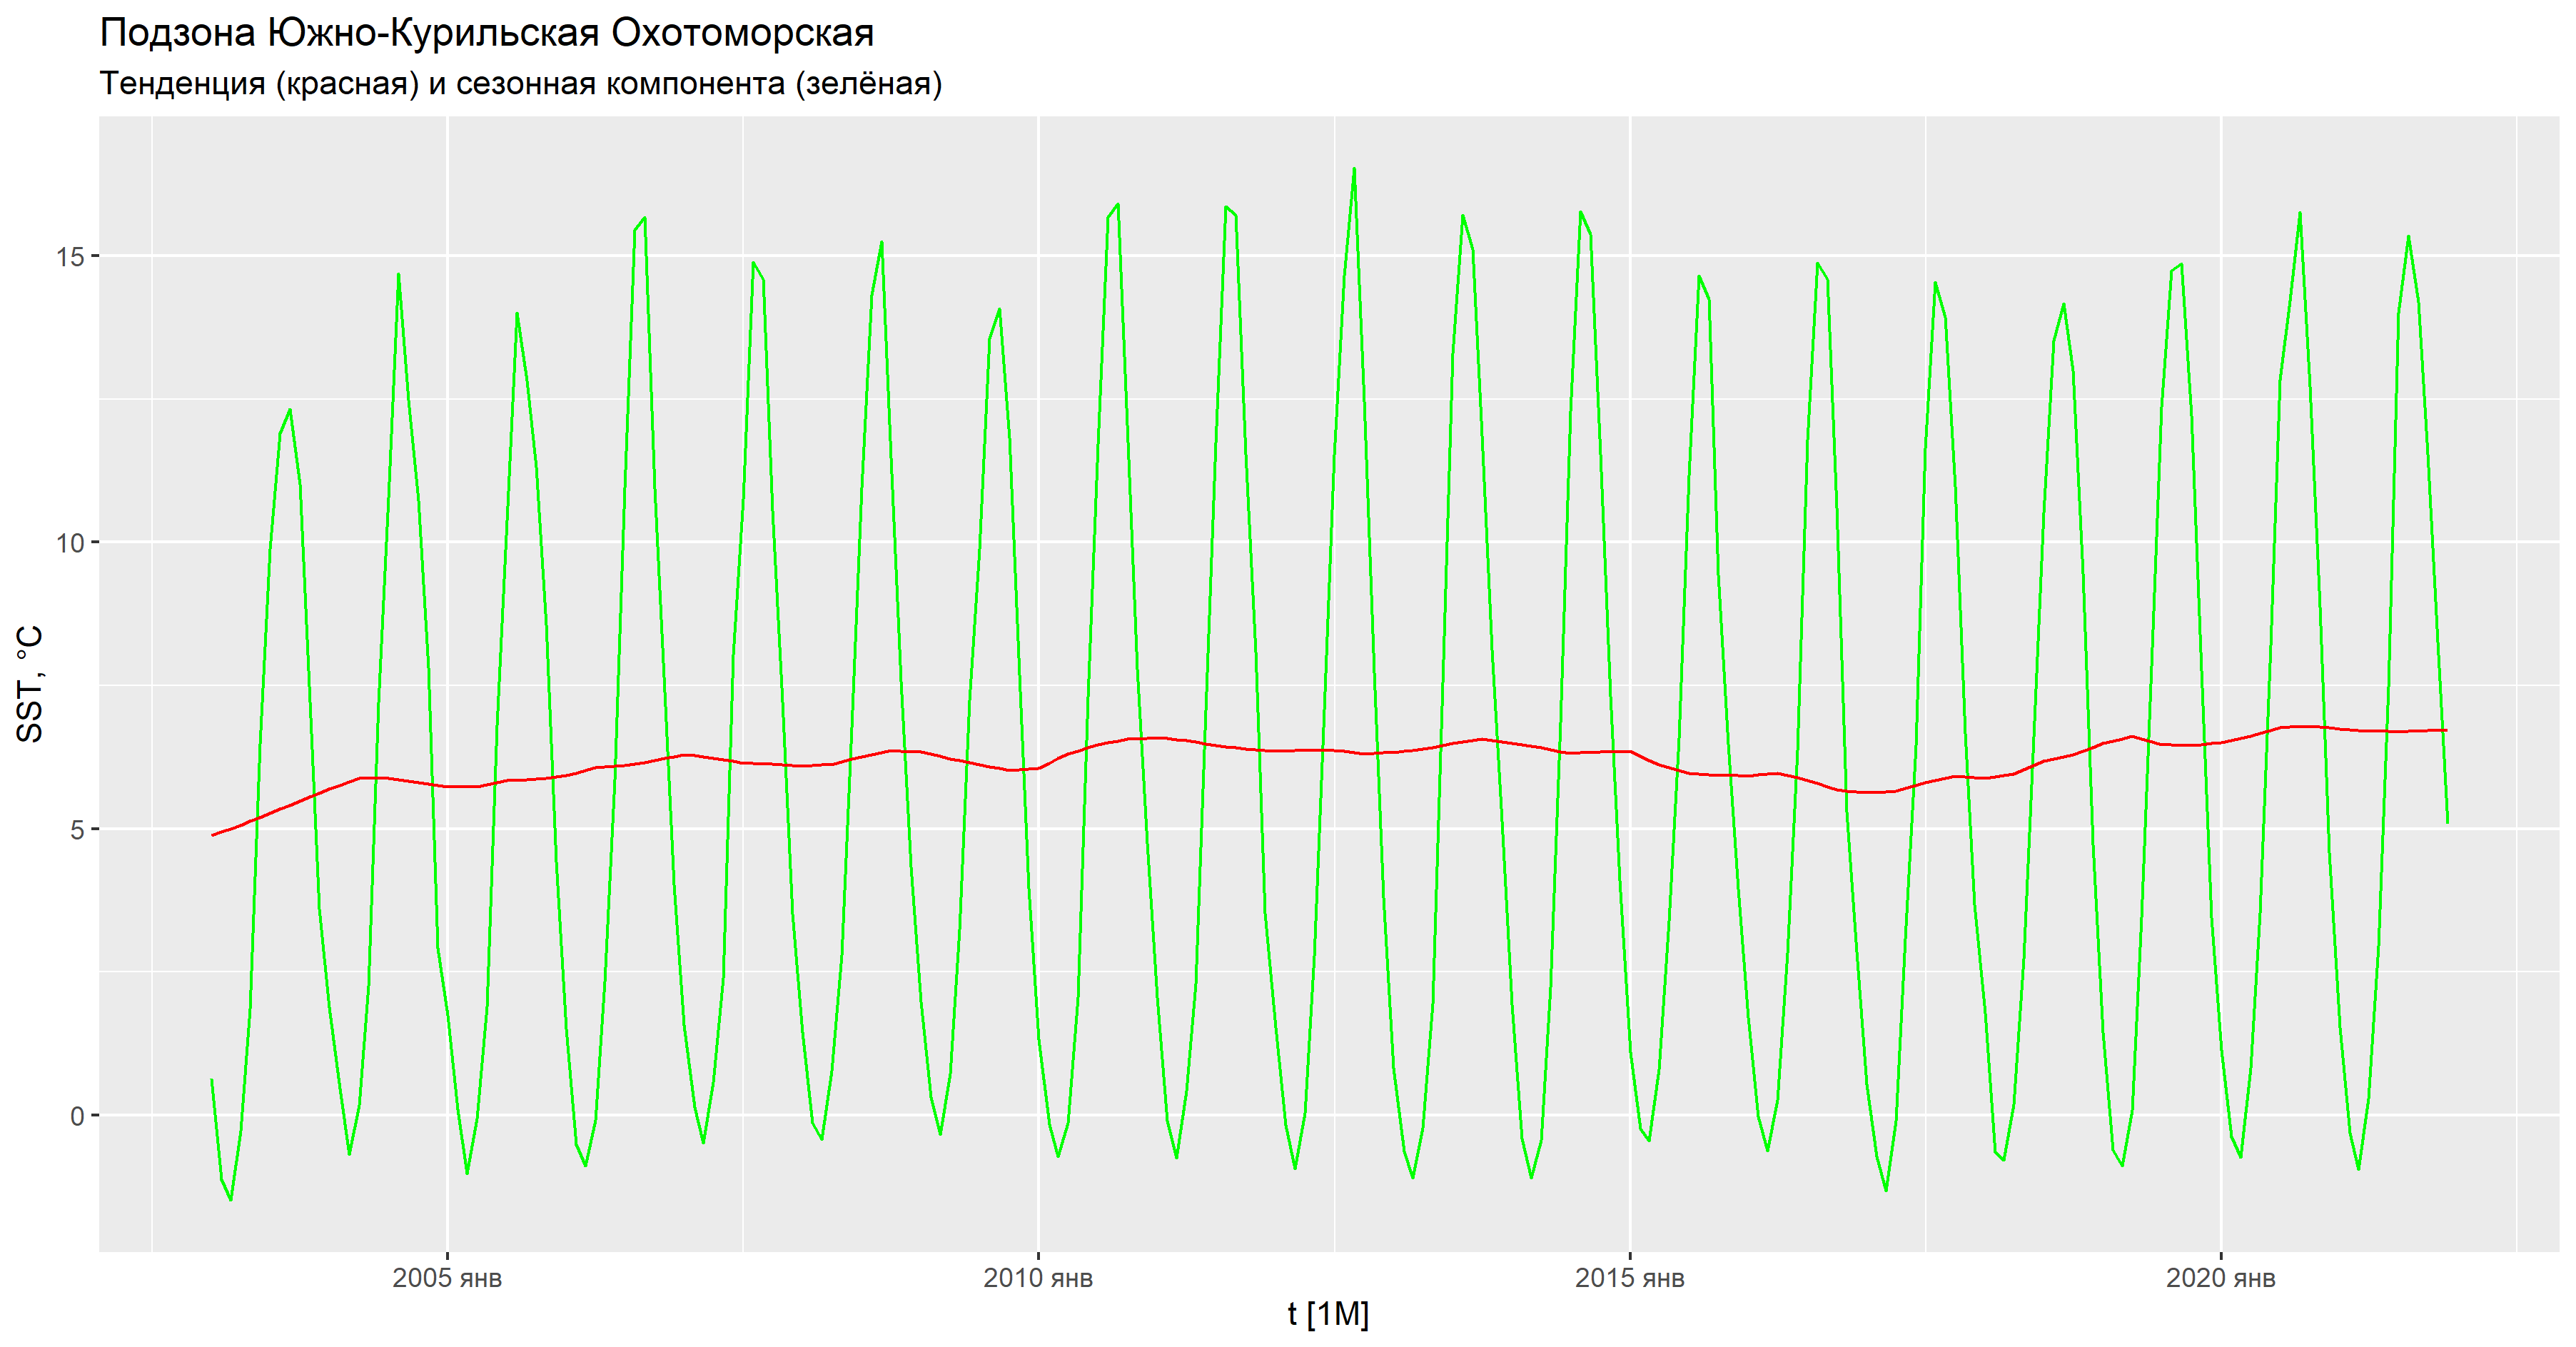 Подзона Южно-Курильская Охотоморская
Тенденция (красная) и сезонная компонента (зелёная)
SST, °C
15
10
5
0
2005 янв
2010 янв
2015 янв
2020 янв
t [1M]